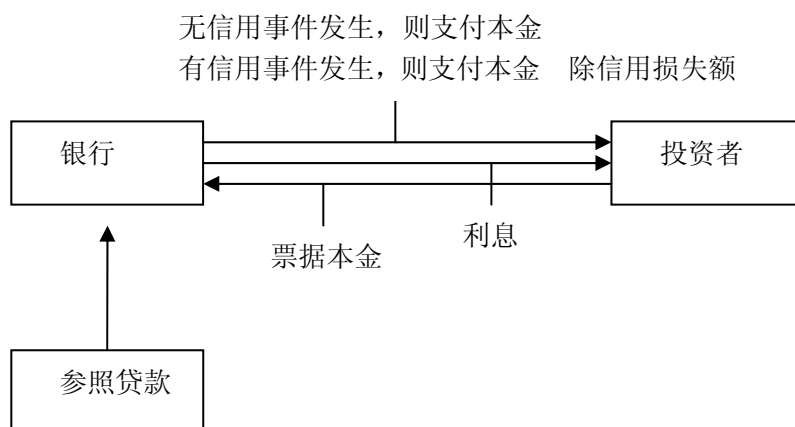 无信用事件发生，则支付本金
有信用事件发生，则支付本金 除信用损失额
银行
投资者
利息
票据本金
参照贷款